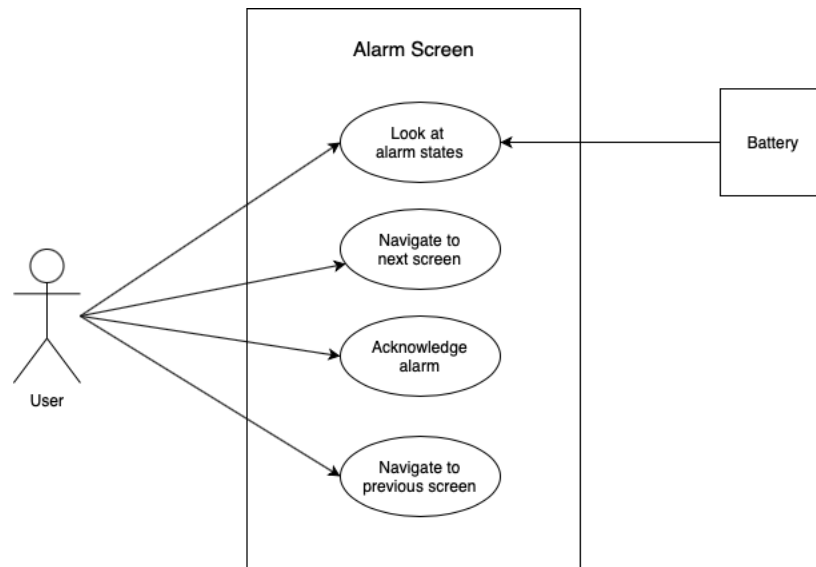 Alarm Screen
Look at
alarm states
Battery
Navigate to
next screen
Acknowledge
alarm
User
Navigate to
previous screen